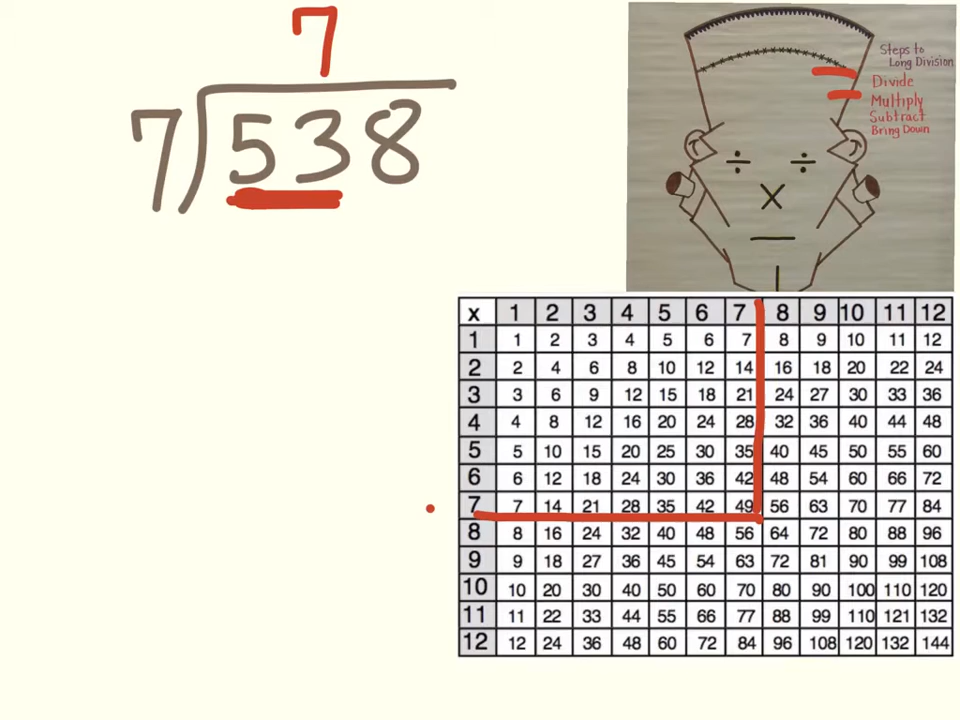 7
7 538
Steps to
Long Division
Divide
Multiply
Subtract
Bring Down
÷ ÷
x
—
x 1 2 3 4 5 6 7 8 9 10 11 12
1 1 2 3 4 5 6 7 8 9 10 11 12
2 2 4 6 8 10 12 14 16 18 20 22 24
3 3 6 9 12 15 18 21 24 27 30 33 36
4 4 8 12 16 20 24 28 32 36 40 44 48
5 5 10 15 20 25 30 35 40 45 50 55 60
6 6 12 18 24 30 36 42 48 54 60 66 72
7 7 14 21 28 35 42 49 56 63 70 77 84
8 8 16 24 32 40 48 56 64 72 80 88 96
9 9 18 27 36 45 54 63 72 81 90 99 108
10 10 20 30 40 50 60 70 80 90 100 110 120
11 11 22 33 44 55 66 77 88 99 110 121 132
12 12 24 36 48 60 72 84 96 108 120 132 144